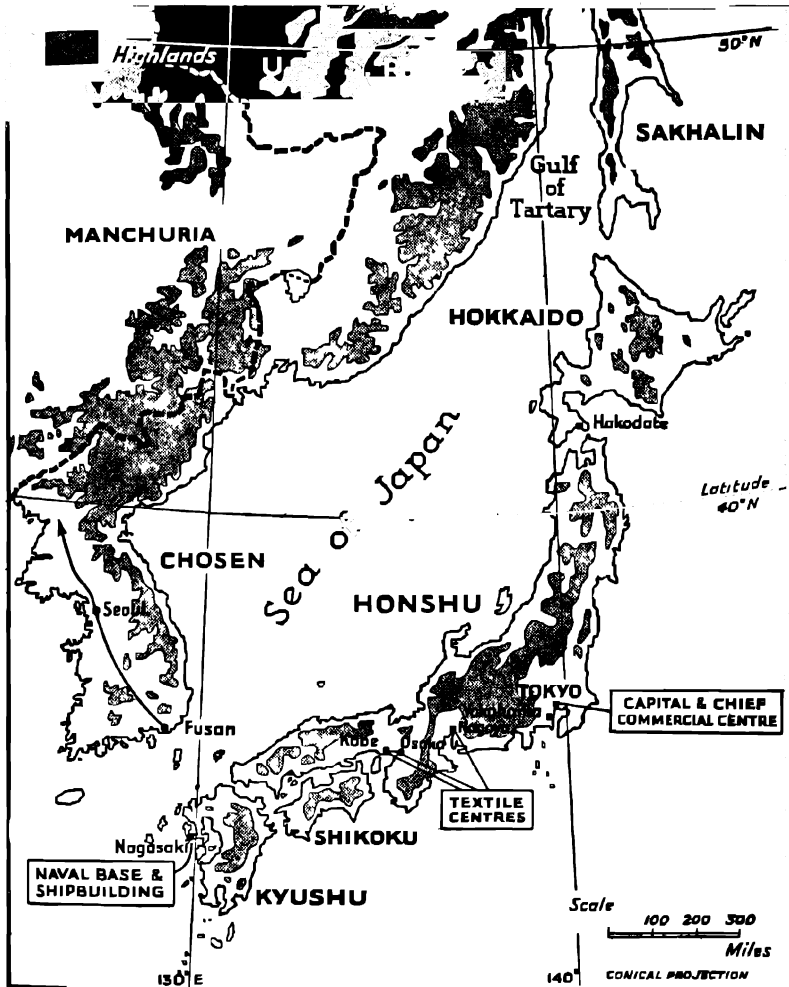 Highlands
U
R
50°N
SAKHALIN
Gulf
of
Tartary
MANCHURIA
HOKKAIDO
Hakodate
Sea O Japan
Latitude
40°N
CHOSEN
HONSHU
Seoul
TOKYO
CAPITAL & CHIEF
COMMERCIAL CENTRE
Yokohama
Nagoya
Fusan
Kobe
Osaka
TEXTILE
CENTRES
SHIKOKU
Nagasaki
NAVAL BASE &
SHIPBUILDING
KYUSHU
Scale
100 200 300
Miles
130°E
140°
CONICAL PROJECTION